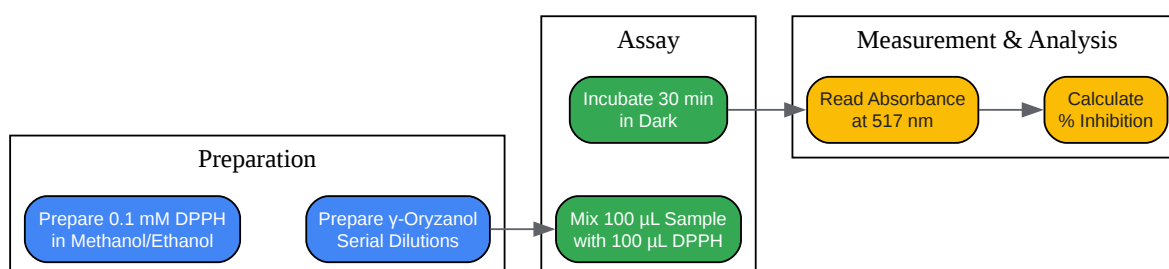 Preparation
Prepare 0.1 mM DPPH
in Methanol/Ethanol
Prepare γ-Oryzanol
Serial Dilutions
Assay
Incubate 30 min
in Dark
Mix 100 µL Sample
with 100 µL DPPH
Measurement & Analysis
Read Absorbance
at 517 nm
Calculate
% Inhibition